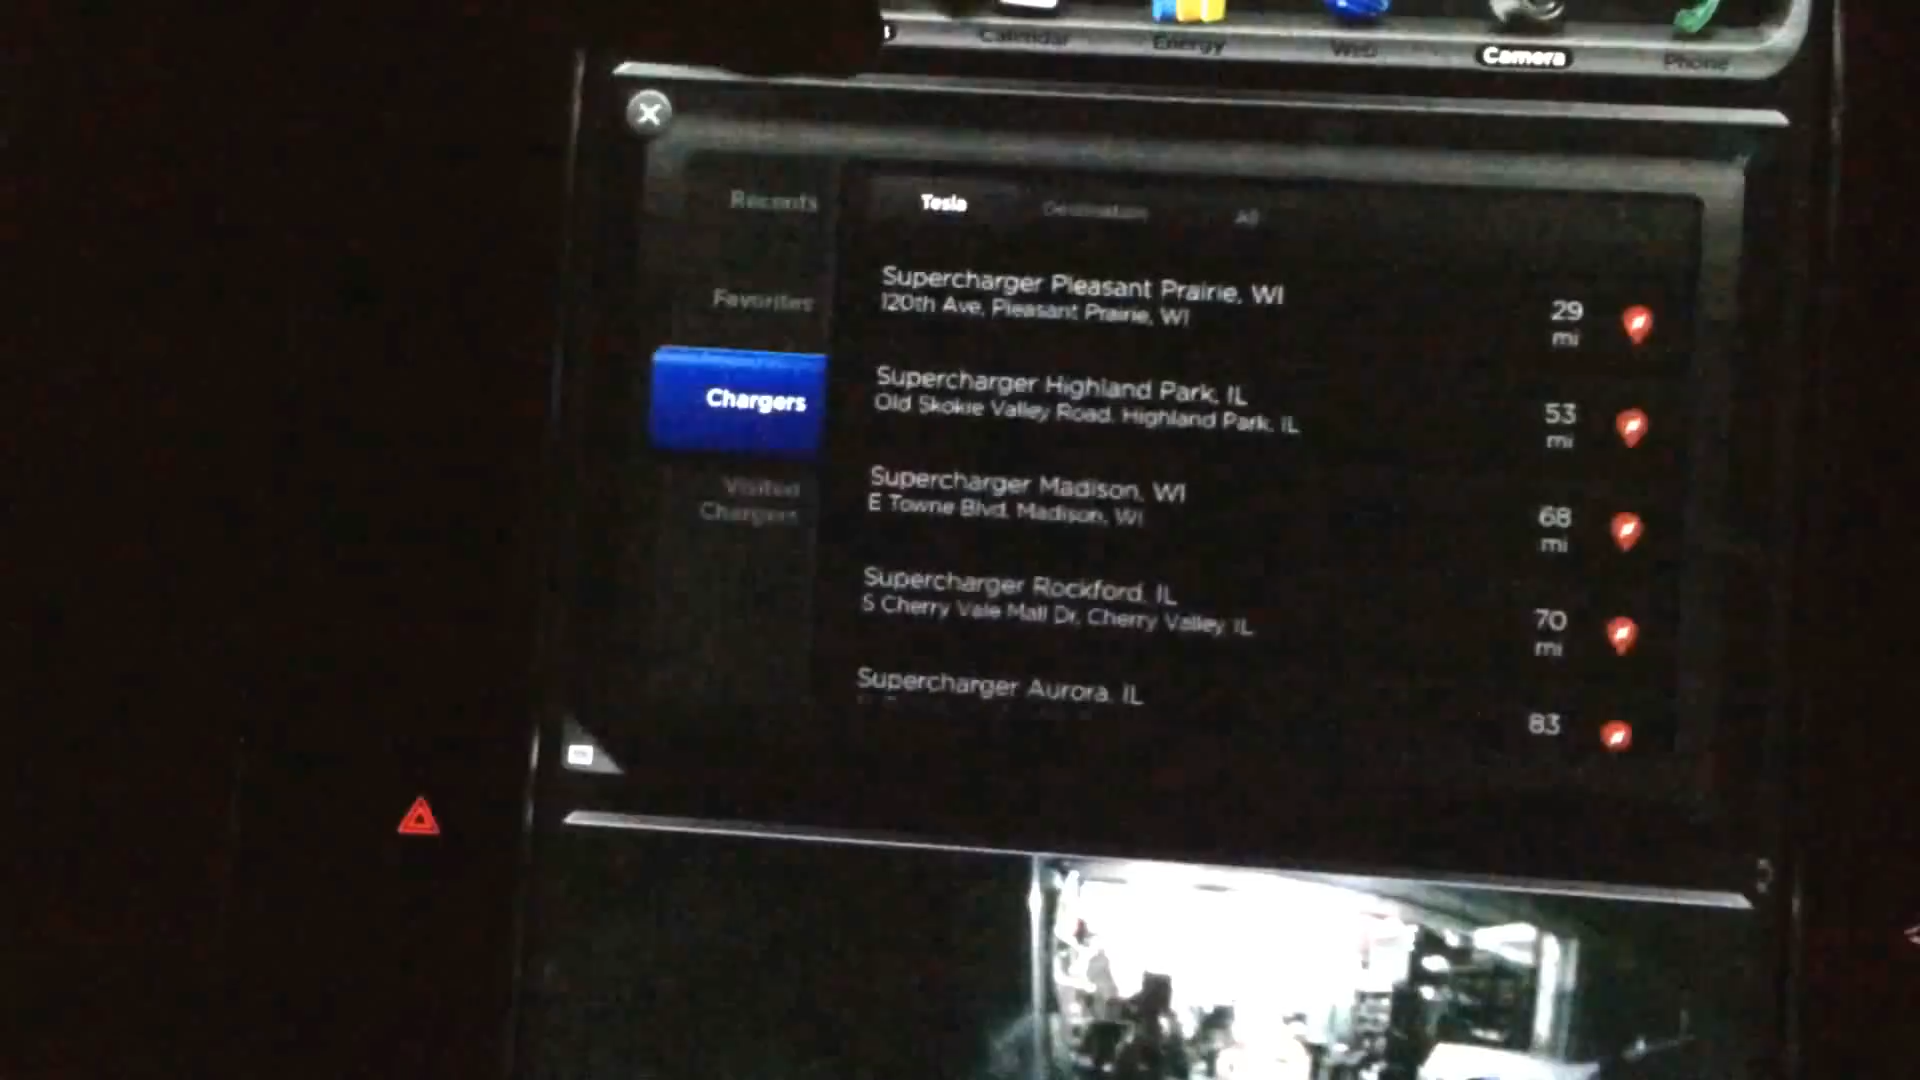 Calendar
Energy
Web
Camera
Phone
Recents
Tesla
Destination
All
Favorites
Chargers
Visited
Chargers
Supercharger Pleasant Prairie, WI
120th Ave, Pleasant Prairie, WI
29
mi
Supercharger Highland Park, IL
Old Skokie Valley Road, Highland Park, IL
53
mi
Supercharger Madison, WI
E Towne Blvd, Madison, WI
68
mi
Supercharger Rockford, IL
S Cherry Vale Mall Dr, Cherry Valley, IL
70
mi
Supercharger Aurora, IL
83